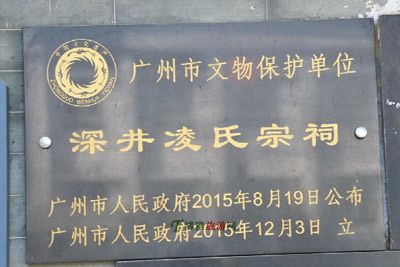 广州市文物保护单位
深井凌氏宗祠
广州市人民政府2015年8月19日公布
广州市人民政府2015年12月3日 立